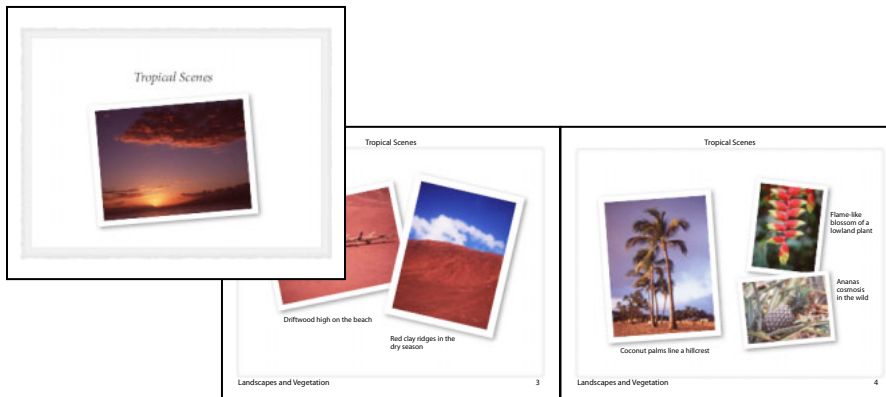 Tropical Scenes
Tropical Scenes
Driftwood high on the beach
Red clay ridges in the
dry season
Landscapes and Vegetation
3
Tropical Scenes
Flame-like
blossom of a
lowland plant
Ananas
cosmosis
in the wild
Coconut palms line a hillcrest
Landscapes and Vegetation
4